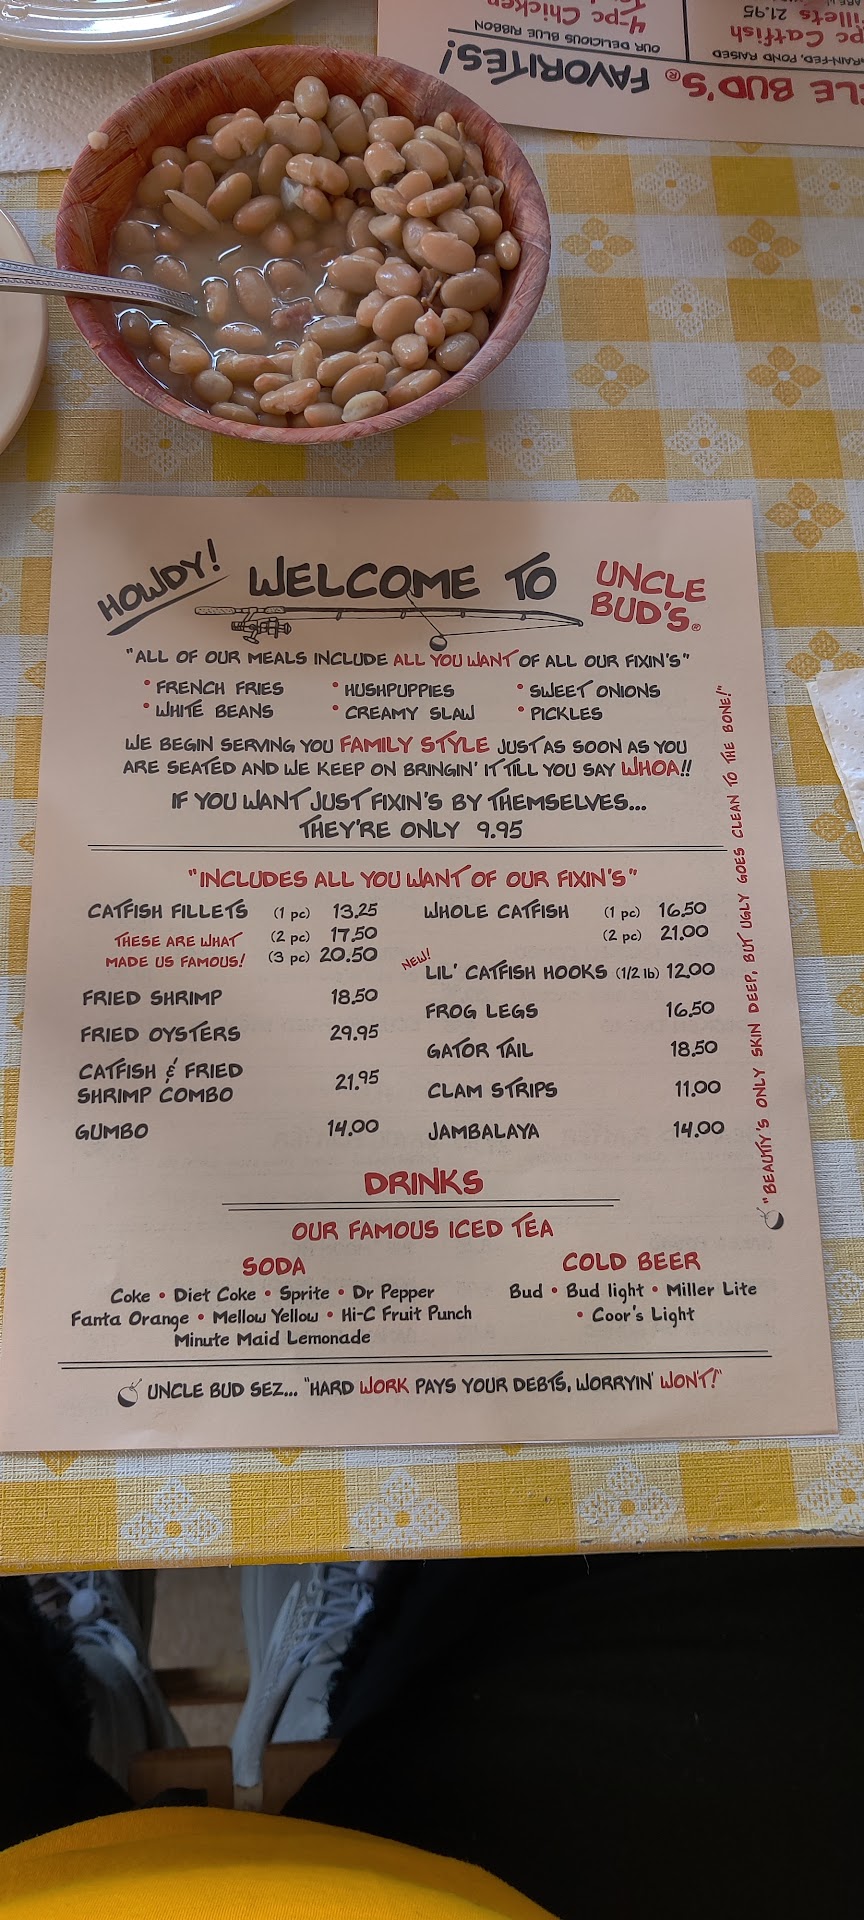 LE BUD'S® FAVORITES!
RAIN-FED, POND RAISED
OUR DELICIOUS BLUE RIBBON
pc Catfish
illets 21.95
4-pc Chicken
HOWDY! WELCOME TO UNCLE BUD'S®
"ALL OF OUR MEALS INCLUDE ALL YOU WANT OF ALL OUR FIXIN'S"
• FRENCH FRIES • HUSHPUPPIES • SWEET ONIONS
• WHITE BEANS • CREAMY SLAW • PICKLES
WE BEGIN SERVING YOU FAMILY STYLE JUST AS SOON AS YOU
ARE SEATED AND WE KEEP ON BRINGIN' IT TILL YOU SAY WHOA!!
IF YOU WANT JUST FIXIN'S BY THEMSELVES...
THEY'RE ONLY 9.95
"INCLUDES ALL YOU WANT OF OUR FIXIN'S"
CATFISH FILLETS (1 pc) 13.25
THESE ARE WHAT (2 pc) 17.50
MADE US FAMOUS! (3 pc) 20.50
FRIED SHRIMP 18.50
FRIED OYSTERS 29.95
CATFISH & FRIED
SHRIMP COMBO 21.95
GUMBO 14.00
WHOLE CATFISH (1 pc) 16.50
(2 pc) 21.00
NEW! LIL' CATFISH HOOKS (1/2 lb) 12.00
FROG LEGS 16.50
GATOR TAIL 18.50
CLAM STRIPS 11.00
JAMBALAYA 14.00
"BEAUTIY'S ONLY SKIN DEEP, BUT UGLY GOES CLEAN TO THE BONE!"
DRINKS
OUR FAMOUS ICED TEA
SODA
Coke • Diet Coke • Sprite • Dr Pepper
Fanta Orange • Mellow Yellow • Hi-C Fruit Punch
Minute Maid Lemonade
COLD BEER
Bud • Bud light • Miller Lite
• Coor's Light
UNCLE BUD SEZ... "HARD WORK PAYS YOUR DEBTS, WORRYIN' WON'T!"